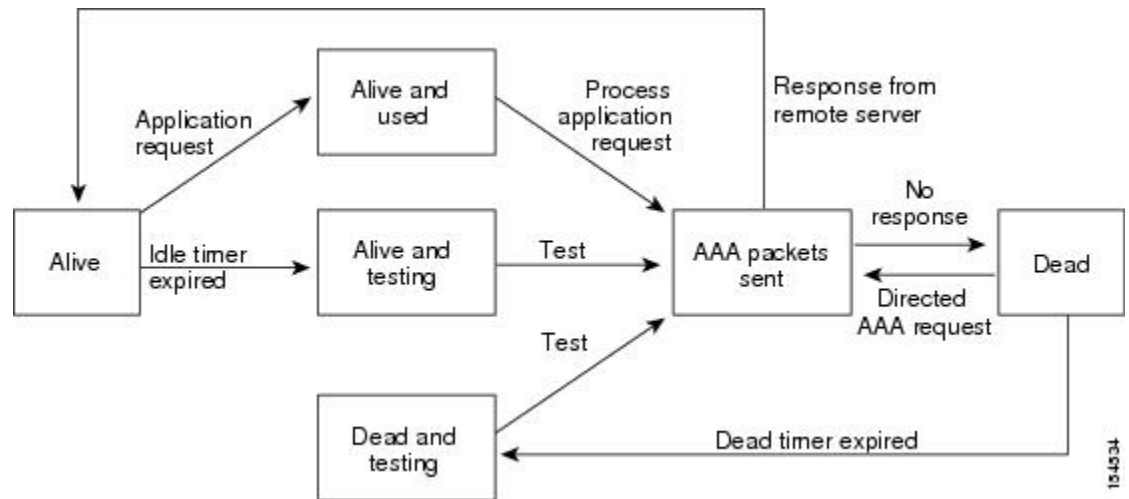 Alive and
used
Process
application
request
Response from
remote server
Application
request
Alive
Idle timer
expired
Alive and
testing
Test
AAA packets
sent
No
response
Dead
Directed
AAA request
Test
Dead and
testing
Dead timer expired
154534